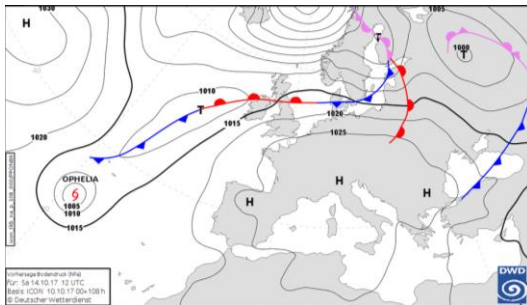 1030
H
1005
T
1000
T
1010
T
1015
1020
1025
1020
OPHELIA
1005
1010
1015
H
H
H
Vorhersage Bodendruck (hPa)
Für: Sa 14.10.17 12 UTC
Basis: ICON 10.10.17 00+108 h
© Deutscher Wetterdienst
DWD